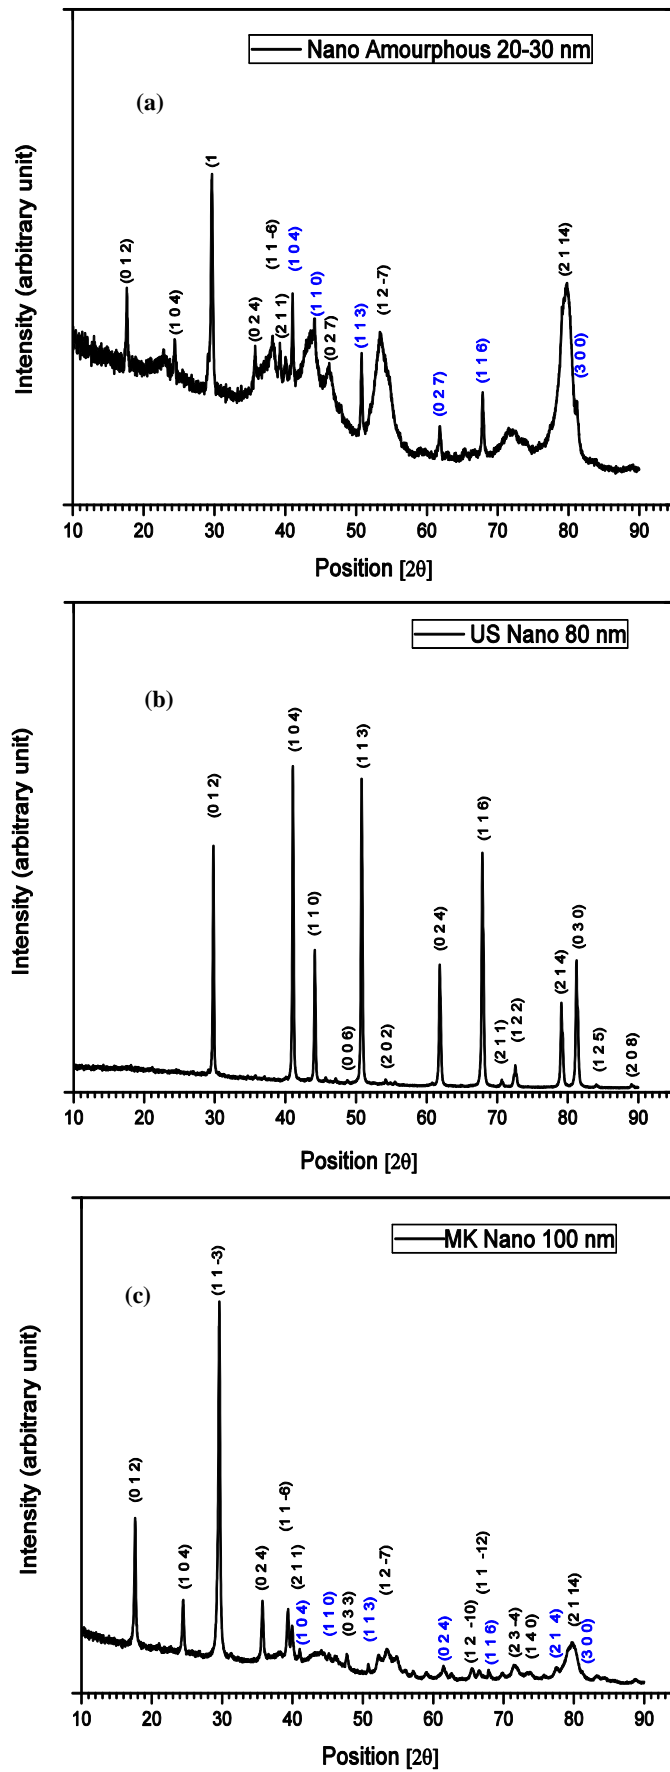 Nano Amourphous 20-30 nm
(a)
Intensity (arbitrary unit)
(0 1 2)
(1 0 4)
(1
(0 2 4)
(1 1 -6)
(2 1 1)
(1 0 4)
(1 1 0)
(0 2 7)
(1 1 3)
(1 2 -7)
(0 2 7)
(1 1 6)
(2 1 14)
(3 0 0)
10 20 30 40 50 60 70 80 90
Position [2θ]
US Nano 80 nm
(b)
Intensity (arbitrary unit)
(0 1 2)
(1 0 4)
(1 1 0)
(0 0 6)
(1 1 3)
(2 0 2)
(0 2 4)
(1 1 6)
(2 1 1)
(1 2 2)
(2 1 4)
(0 3 0)
(1 2 5)
(2 0 8)
10 20 30 40 50 60 70 80 90
Position [2θ]
MK Nano 100 nm
(c)
Intensity (arbitrary unit)
(0 1 2)
(1 0 4)
(1 1 -3)
(0 2 4)
(1 1 -6)
(2 1 1)
(1 0 4)
(1 1 0)
(0 3 3)
(1 1 3)
(1 2 -7)
(0 2 4)
(1 2 -10)
(1 1 -12)
(1 1 6)
(2 3 -4)
(1 4 0)
(2 1 4)
(2 1 14)
(3 0 0)
10 20 30 40 50 60 70 80 90
Position [2θ]